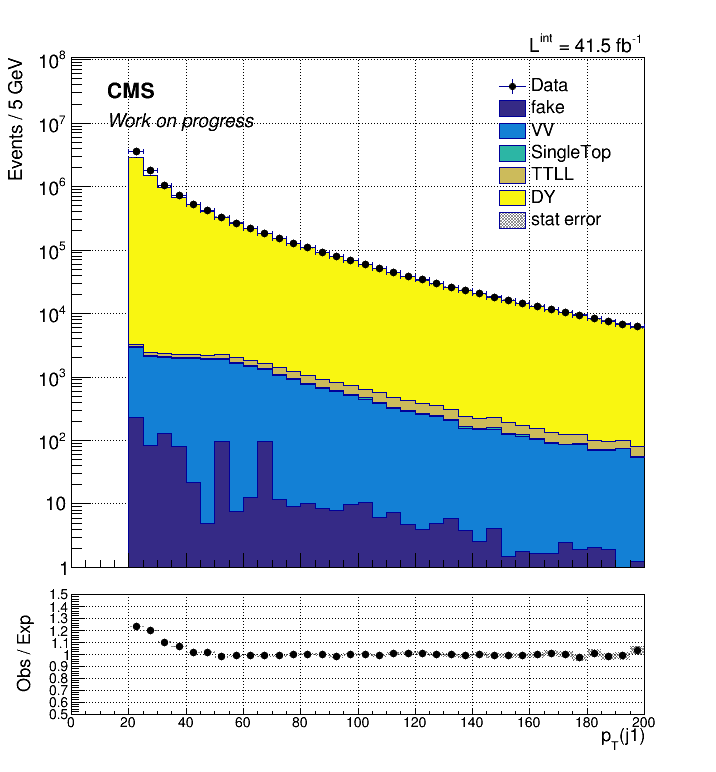 L^int = 41.5 fb^-1
Events / 5 GeV
10^8
10^7
10^6
10^5
10^4
10^3
10^2
10
1
CMS
Work on progress
Data
fake
VV
SingleTop
TTLL
DY
stat error
Obs / Exp
1.5
1.4
1.3
1.2
1.1
1
0.9
0.8
0.7
0.6
0.5
0 20 40 60 80 100 120 140 160 180 200
p_T(j1)